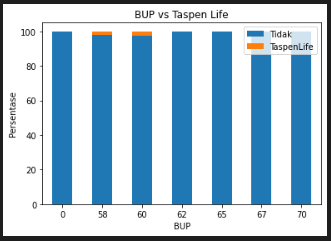 BUP vs Taspen Life
Tidak
TaspenLife
100
80
60
40
20
0
Persentase
0 58 60 62 65 67 70
BUP